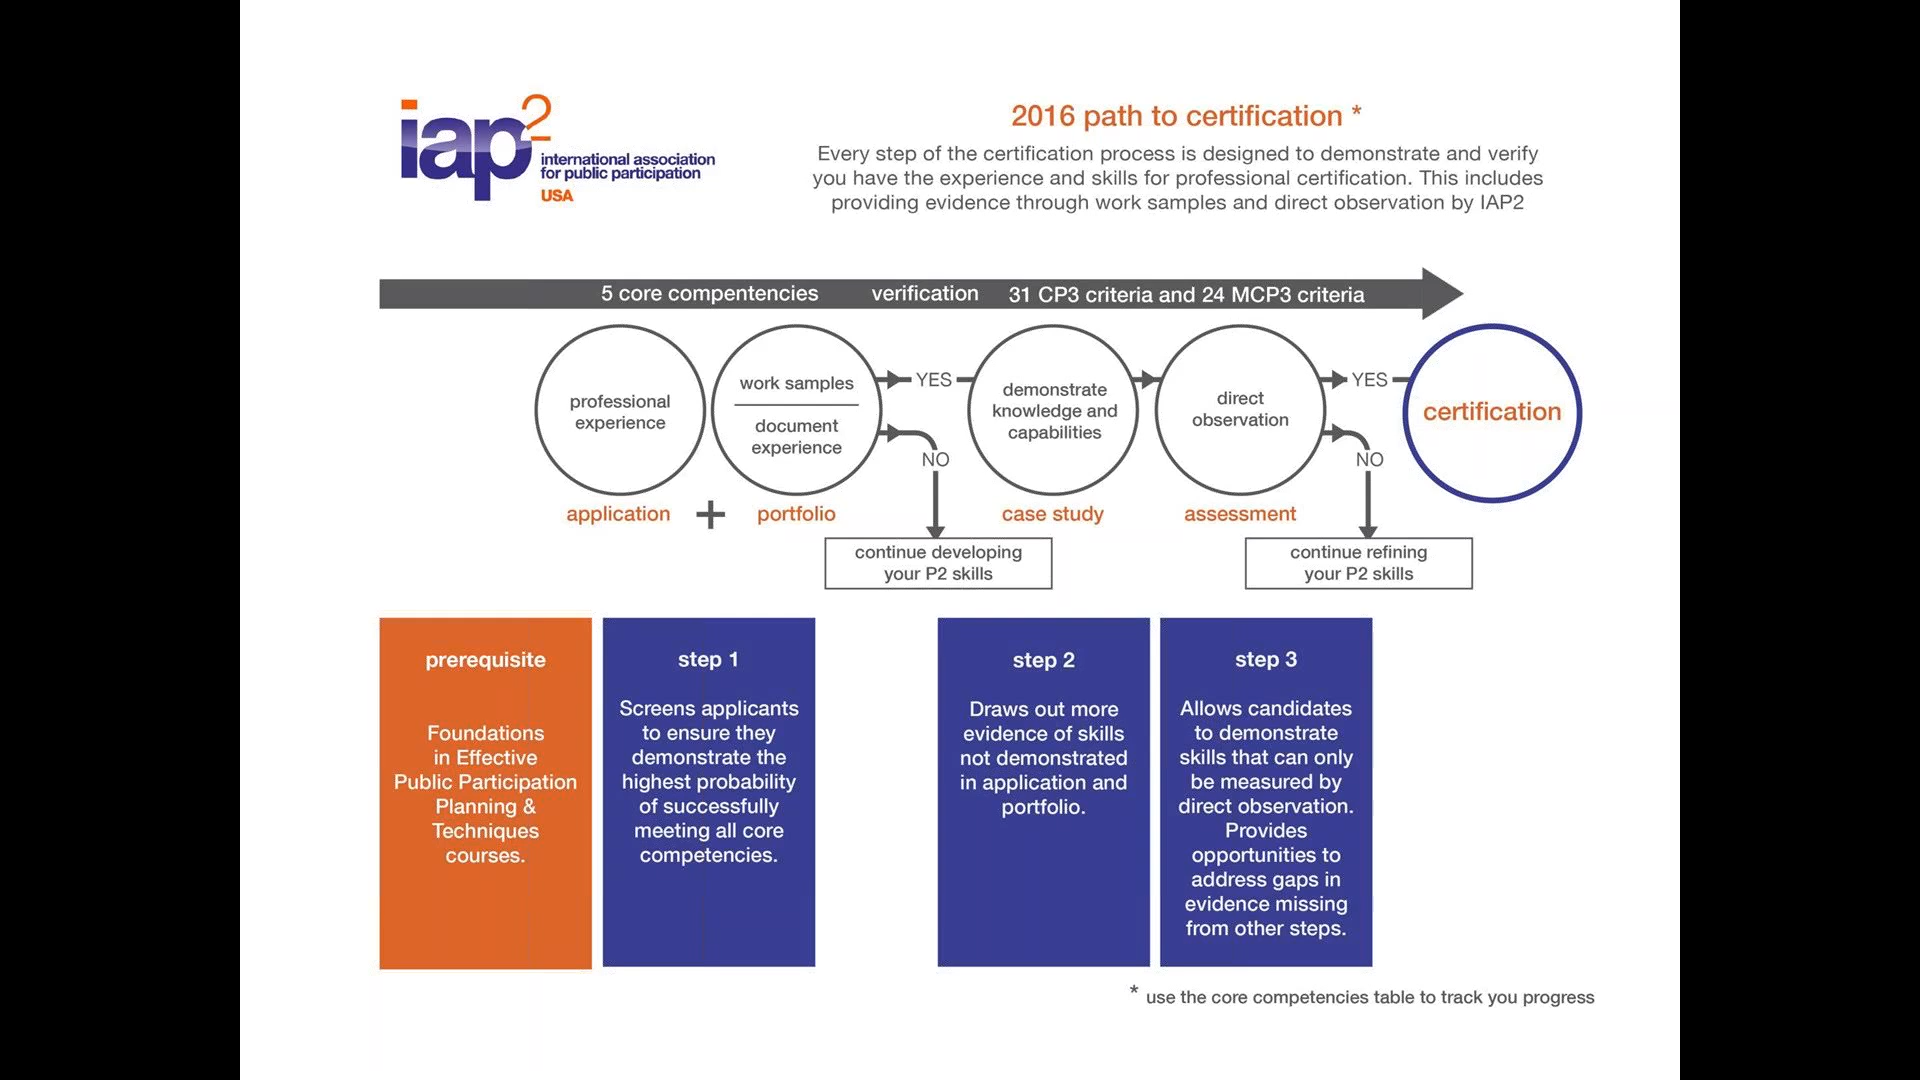 iap2
international association
for public participation
USA
2016 path to certification *
Every step of the certification process is designed to demonstrate and verify
you have the experience and skills for professional certification. This includes
providing evidence through work samples and direct observation by IAP2
5 core compentencies verification 31 CP3 criteria and 24 MCP3 criteria
professional
experience
application
+
work samples
document
experience
portfolio
YES
NO
continue developing
your P2 skills
demonstrate
knowledge and
capabilities
case study
direct
observation
assessment
YES
NO
continue refining
your P2 skills
certification
prerequisite
Foundations
in Effective
Public Participation
Planning &
Techniques
courses.
step 1
Screens applicants
to ensure they
demonstrate the
highest probability
of successfully
meeting all core
competencies.
step 2
Draws out more
evidence of skills
not demonstrated
in application and
portfolio.
step 3
Allows candidates
to demonstrate
skills that can only
be measured by
direct observation.
Provides
opportunities to
address gaps in
evidence missing
from other steps.
* use the core competencies table to track you progress